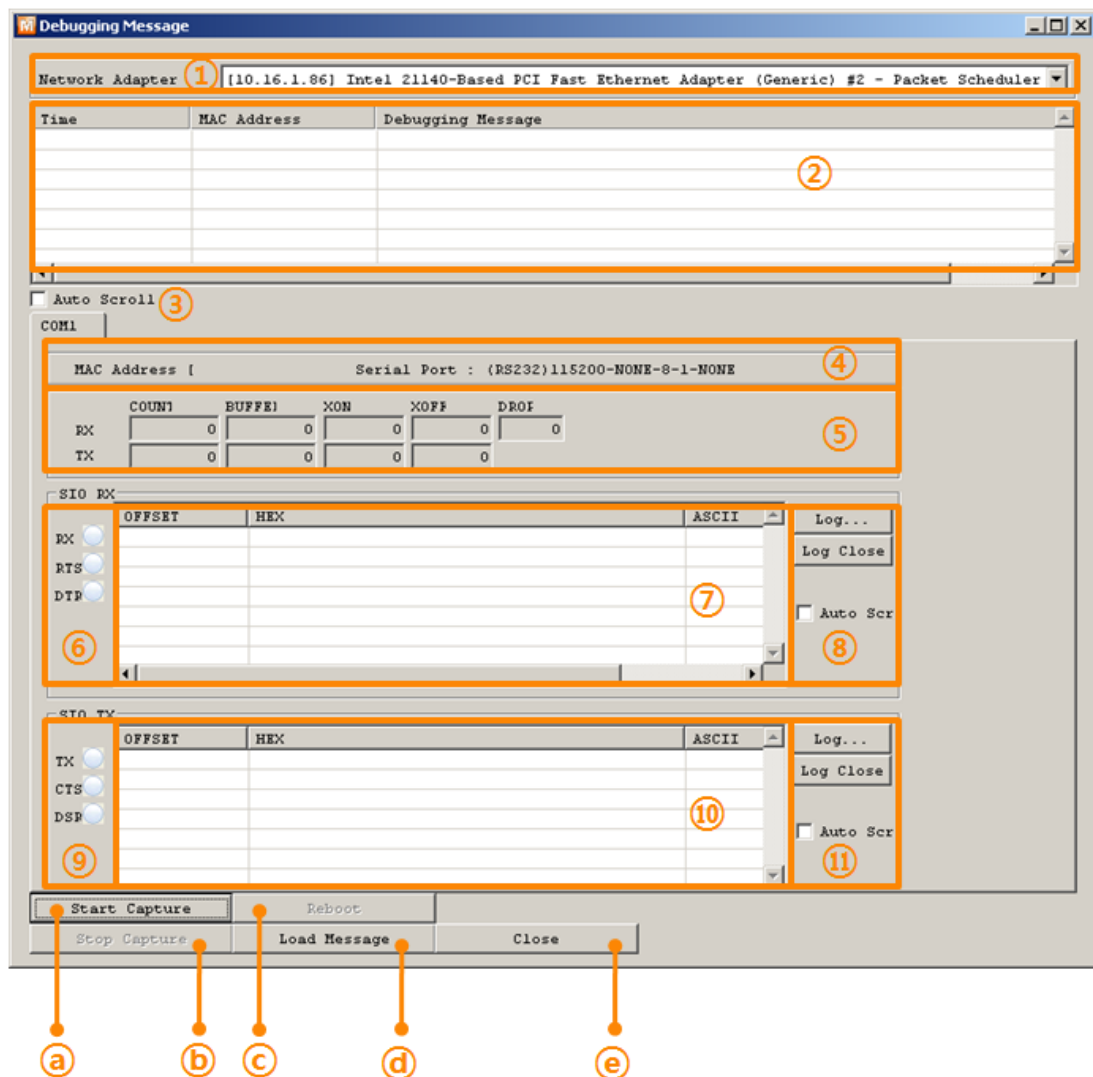 M Debugging Message
Network Adapter ① [10.16.1.86] Intel 21140-Based PCI Fast Ethernet Adapter (Generic) #2 - Packet Scheduler
Time MAC Address Debugging Message
②
Auto Scroll ③
COM1
MAC Address [ Serial Port : (RS232)115200-NONE-8-1-NONE ④
COUNT BUFFE XON XOFF DROP
RX 0 0 0 0 0 ⑤
TX 0 0 0 0
SIO RX
OFFSET HEX ASCII Log...
RX
Log Close
RTS
DTR
⑦ Auto Scr
⑥ ⑧
SIO TX
OFFSET HEX ASCII Log...
TX
Log Close
CTS
DSR ⑩
Auto Scr
⑨ ⑪
Start Capture Reboot
Stop Capture Load Message Close
ⓐ ⓑ ⓒ ⓓ ⓔ